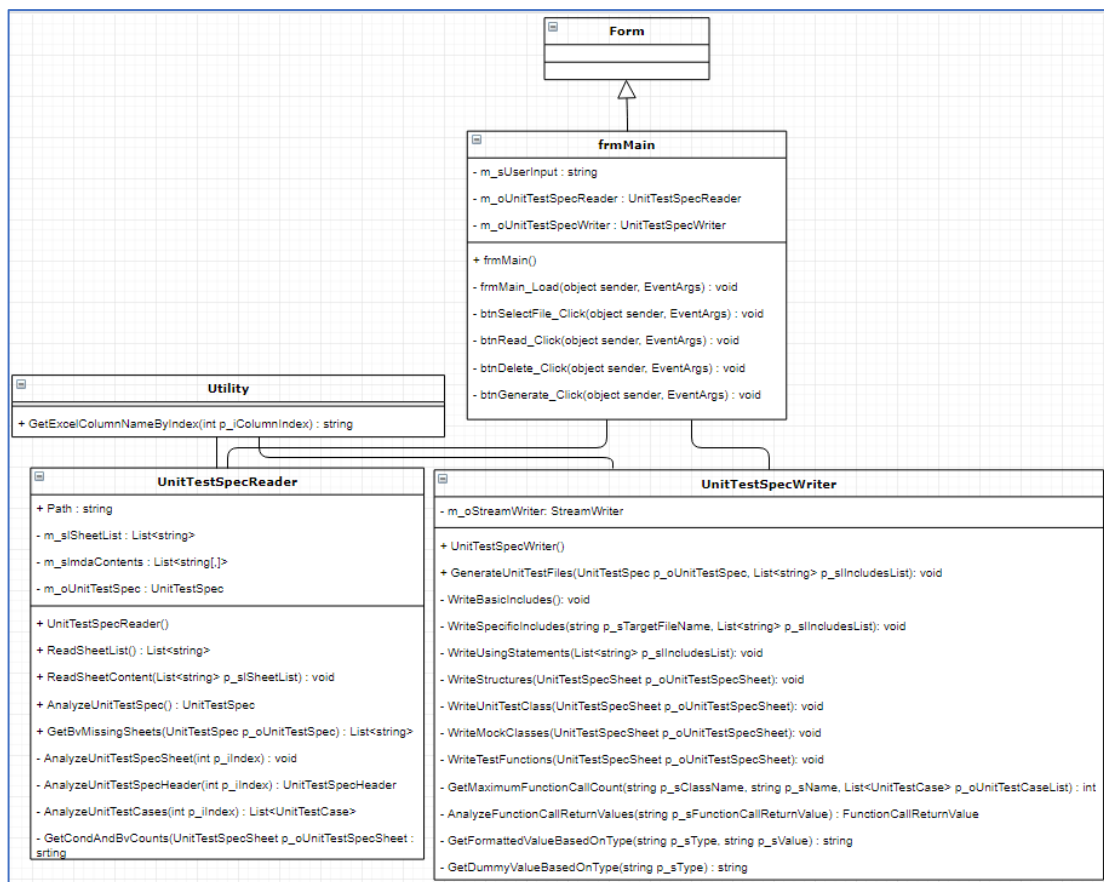 Form
frmMain
- m_sUserInput : string
- m_oUnitTestSpecReader : UnitTestSpecReader
- m_oUnitTestSpecWriter : UnitTestSpecWriter
+ frmMain()
- frmMain_Load(object sender, EventArgs) : void
- btnSelectFile_Click(object sender, EventArgs) : void
- btnRead_Click(object sender, EventArgs) : void
- btnDelete_Click(object sender, EventArgs) : void
- btnGenerate_Click(object sender, EventArgs) : void
Utility
+ GetExcelColumnNameByIndex(int p_iColumnIndex) : string
UnitTestSpecReader
+ Path : string
- m_slSheetList : List<string>
- m_slmdaContents : List<string[,]>
- m_oUnitTestSpec : UnitTestSpec
+ UnitTestSpecReader()
+ ReadSheetList() : List<string>
+ ReadSheetContent(List<string> p_slSheetList) : void
+ AnalyzeUnitTestSpec() : UnitTestSpec
+ GetBvMissingSheets(UnitTestSpec p_oUnitTestSpec) : List<string>
- AnalyzeUnitTestSpecSheet(int p_iIndex) : void
- AnalyzeUnitTestSpecHeader(int p_iIndex) : UnitTestSpecHeader
- AnalyzeUnitTestCases(int p_iIndex) : List<UnitTestCase>
- GetCondAndBvCounts(UnitTestSpecSheet p_oUnitTestSpecSheet :
srting
UnitTestSpecWriter
- m_oStreamWriter: StreamWriter
+ UnitTestSpecWriter()
+ GenerateUnitTestFiles(UnitTestSpec p_oUnitTestSpec, List<string> p_slIncludesList): void
- WriteBasicIncludes(): void
- WriteSpecificIncludes(string p_sTargetFileName, List<string> p_slIncludesList): void
- WriteUsingStatements(List<string> p_slIncludesList): void
- WriteStructures(UnitTestSpecSheet p_oUnitTestSpecSheet): void
- WriteUnitTestClass(UnitTestSpecSheet p_oUnitTestSpecSheet): void
- WriteMockClasses(UnitTestSpecSheet p_oUnitTestSpecSheet): void
- WriteTestFunctions(UnitTestSpecSheet p_oUnitTestSpecSheet): void
- GetMaximumFunctionCallCount(string p_sClassName, string p_sName, List<UnitTestCase> p_oUnitTestCaseList) : int
- AnalyzeFunctionCallReturnValues(string p_sFunctionCallReturnValue) : FunctionCallReturnValue
- GetFormattedValueBasedOnType(string p_sType, string p_sValue) : string
- GetDummyValueBasedOnType(string p_sType) : string